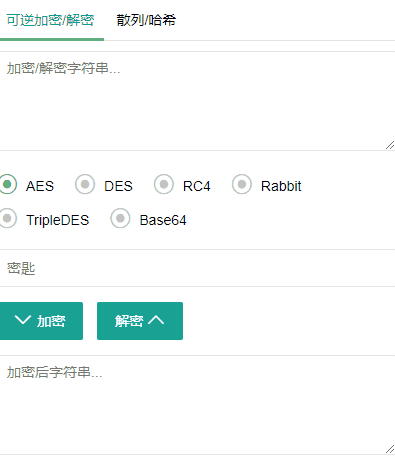 可逆加密/解密 散列/哈希
加密/解密字符串...
AES DES RC4 Rabbit
TripleDES Base64
密匙
加密 解密
加密后字符串...